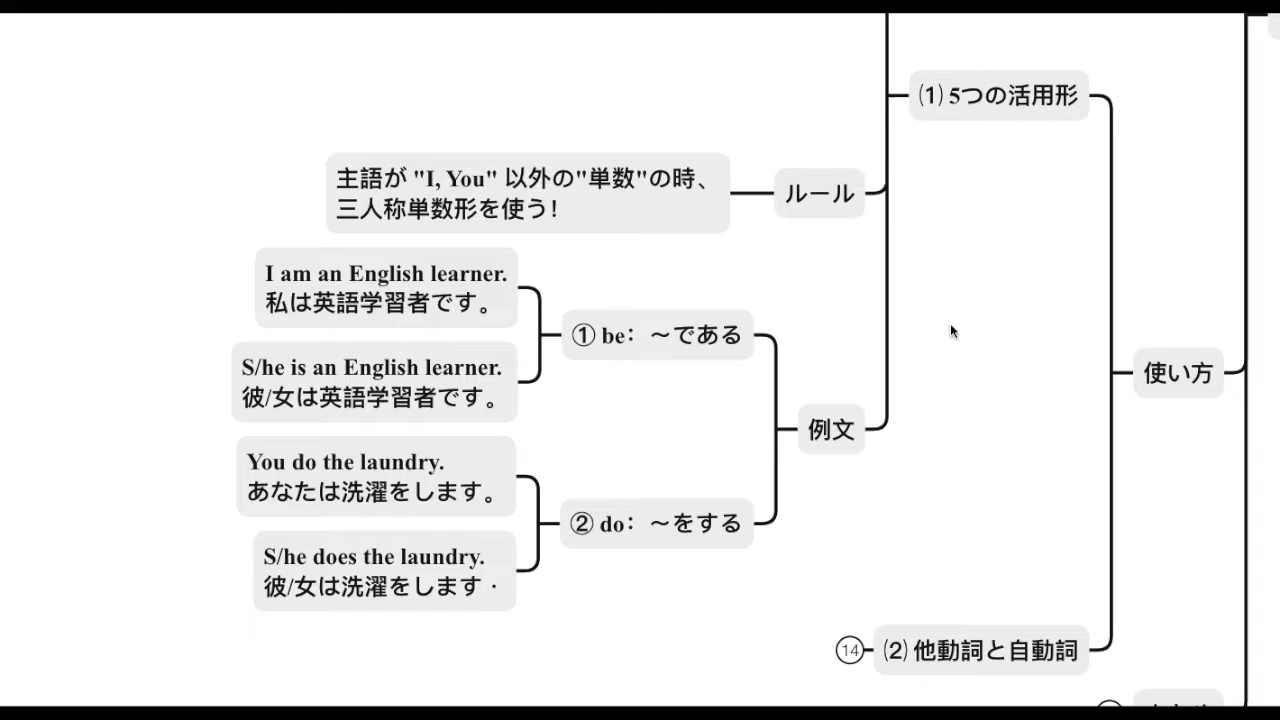 (1) 5つの活用形
主語が "I, You" 以外の"単数"の時、
三人称単数形を使う!
ルール
I am an English learner.
私は英語学習者です。
① be: ～である
S/he is an English learner.
彼/女は英語学習者です。
使い方
例文
You do the laundry.
あなたは洗濯をします。
② do: ～をする
S/he does the laundry.
彼/女は洗濯をします・
14
(2) 他動詞と自動詞